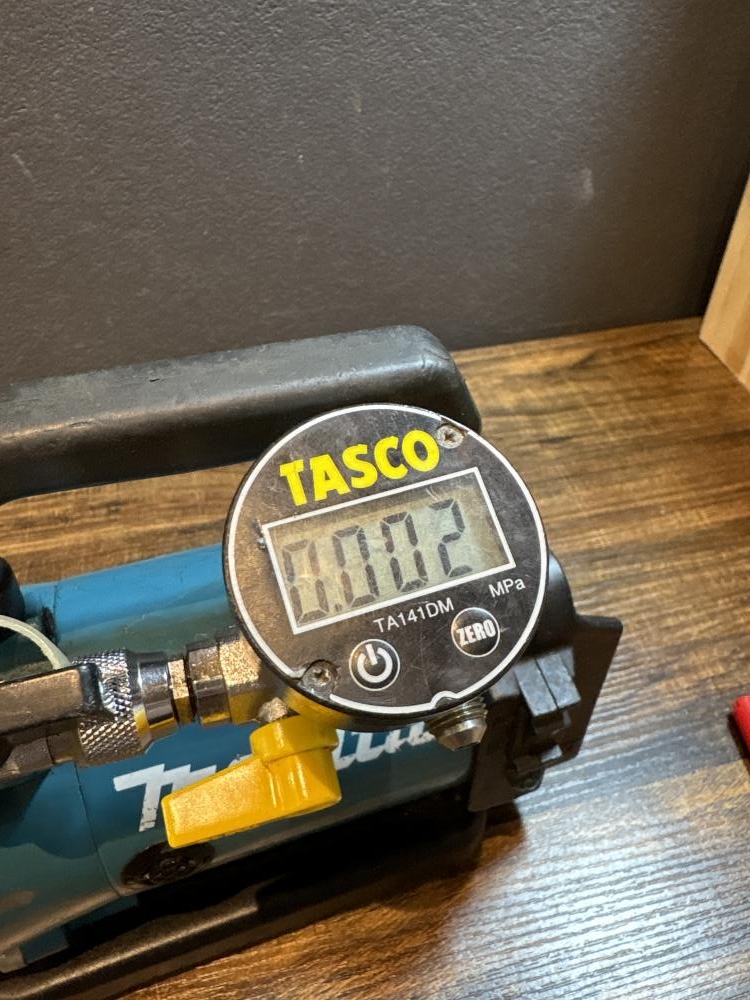 TASCO
0.002
MPa
TA141DM
ZERO